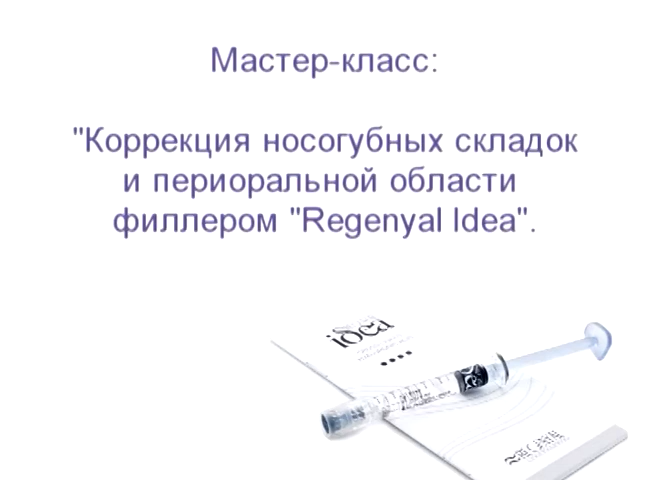 Мастер-класс:
"Коррекция носогубных складок
и периоральной области
филлером "Regenyal Idea".
idea